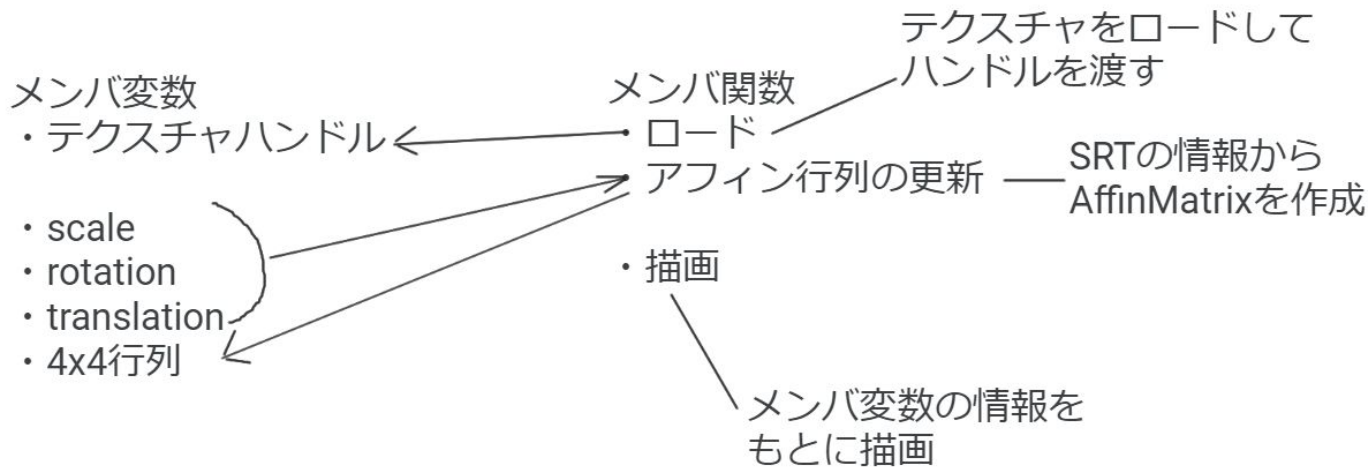 メンバ変数
・テクスチャハンドル
・scale
・rotation
・translation
・4x4行列
メンバ関数
・ロード
・アフィン行列の更新
・描画
テクスチャをロードして
ハンドルを渡す
SRTの情報から
AffinMatrixを作成
メンバ変数の情報を
もとに描画